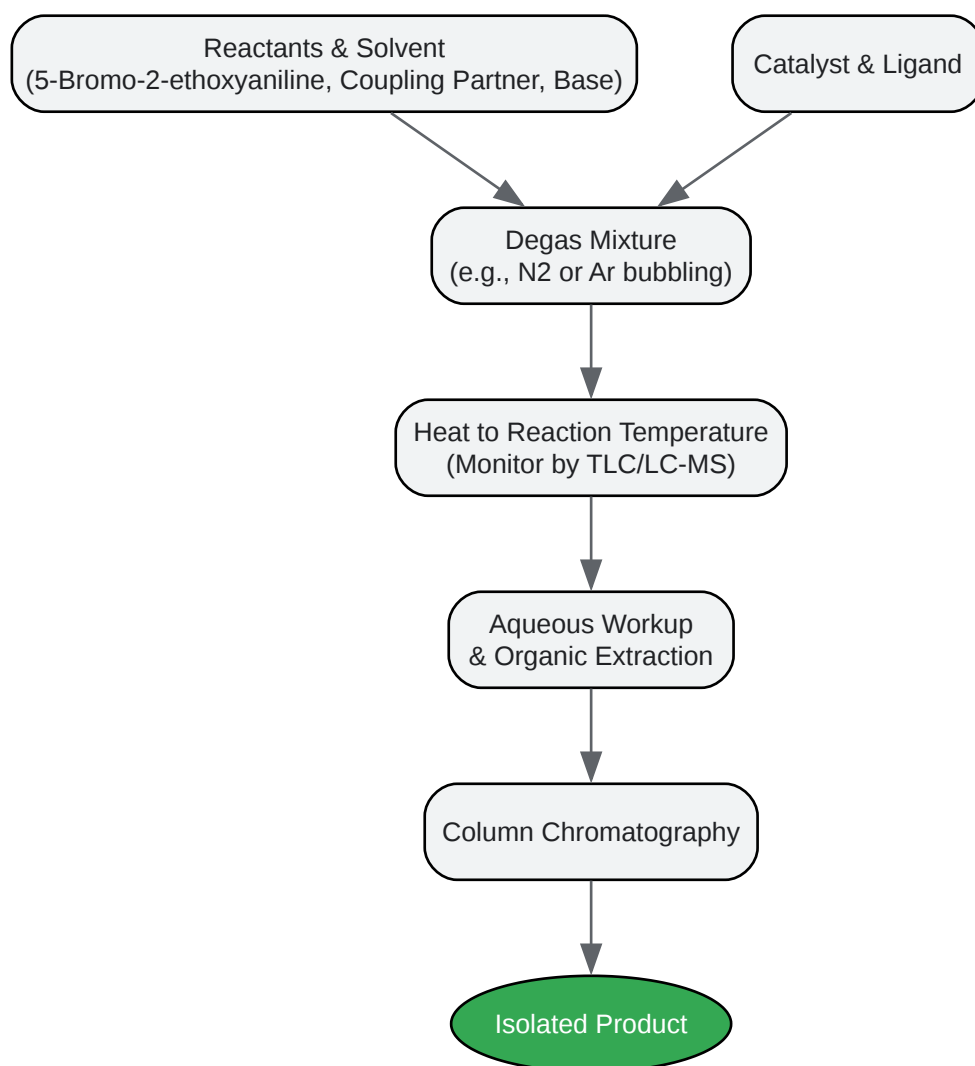 Reactants & Solvent
(5-Bromo-2-ethoxyaniline, Coupling Partner, Base)
Catalyst & Ligand
Degas Mixture
(e.g., N2 or Ar bubbling)
Heat to Reaction Temperature
(Monitor by TLC/LC-MS)
Aqueous Workup
& Organic Extraction
Column Chromatography
Isolated Product